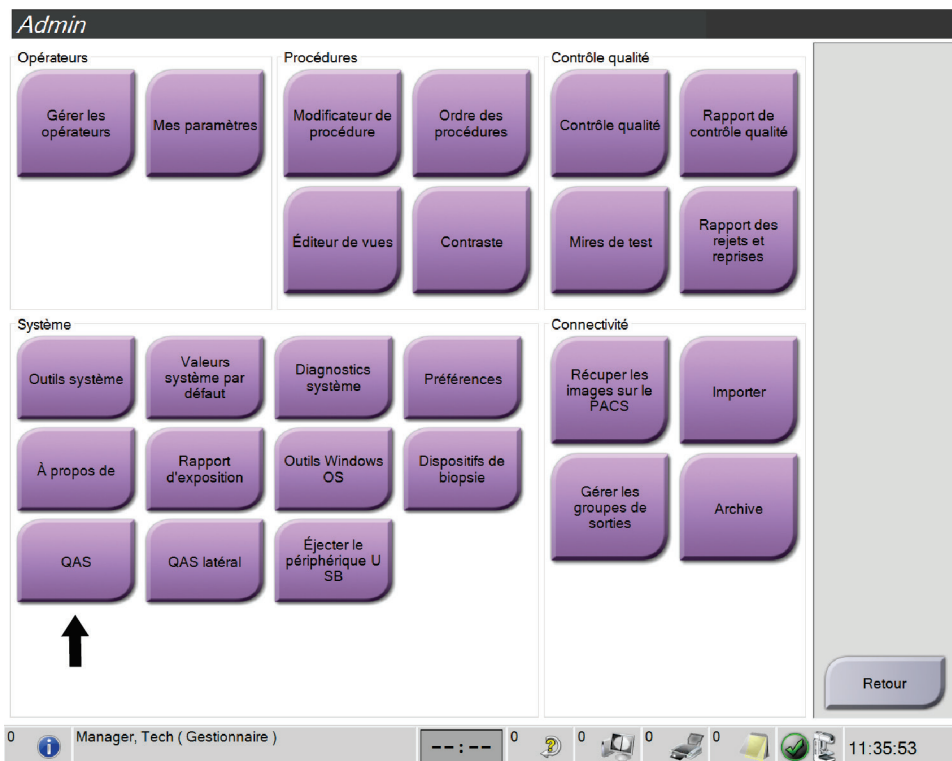 Admin
Opérateurs
Gérer les
opérateurs
Mes paramètres
Procédures
Modificateur de
procédure
Ordre des
procédures
Éditeur de vues
Contraste
Contrôle qualité
Contrôle qualité
Rapport de
contrôle qualité
Mires de test
Rapport des
rejets et
reprises
Système
Outils système
Valeurs
système par
défaut
Diagnostics
système
Préférences
À propos de
Rapport
d'exposition
Outils Windows
OS
Dispositifs de
biopsie
QAS
QAS latéral
Éjecter le
périphérique U
SB
Connectivité
Récuper les
images sur le
PACS
Importer
Gérer les
groupes de
sorties
Archive
Retour
0
Manager, Tech ( Gestionnaire )
--:--
0
0
0
0
11:35:53